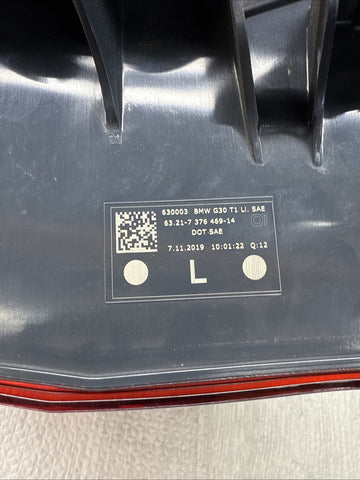 630003 BMW G30 T1 LI. SAE
63.21-7 376 469-14
DOT SAE
7.11.2019 10:01:22 Q:12
L